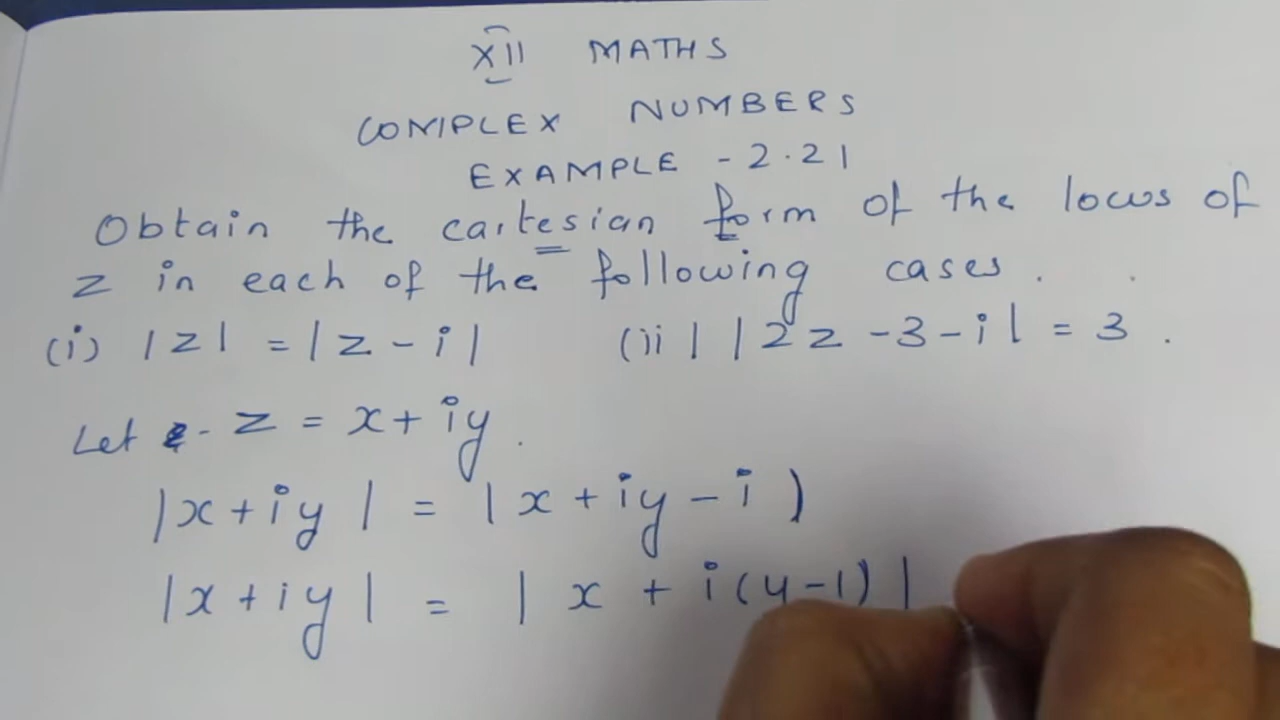 XII MATHS
COMPLEX NUMBERS
EXAMPLE - 2.21
Obtain the cartesian form of the locus of
z in each of the following cases.
(i) |z| = |z - i| (ii) |2z - 3 - i| = 3.
Let z = x + iy.
|x + iy| = |x + iy - i)
|x + iy| = |x + i(y - 1)|